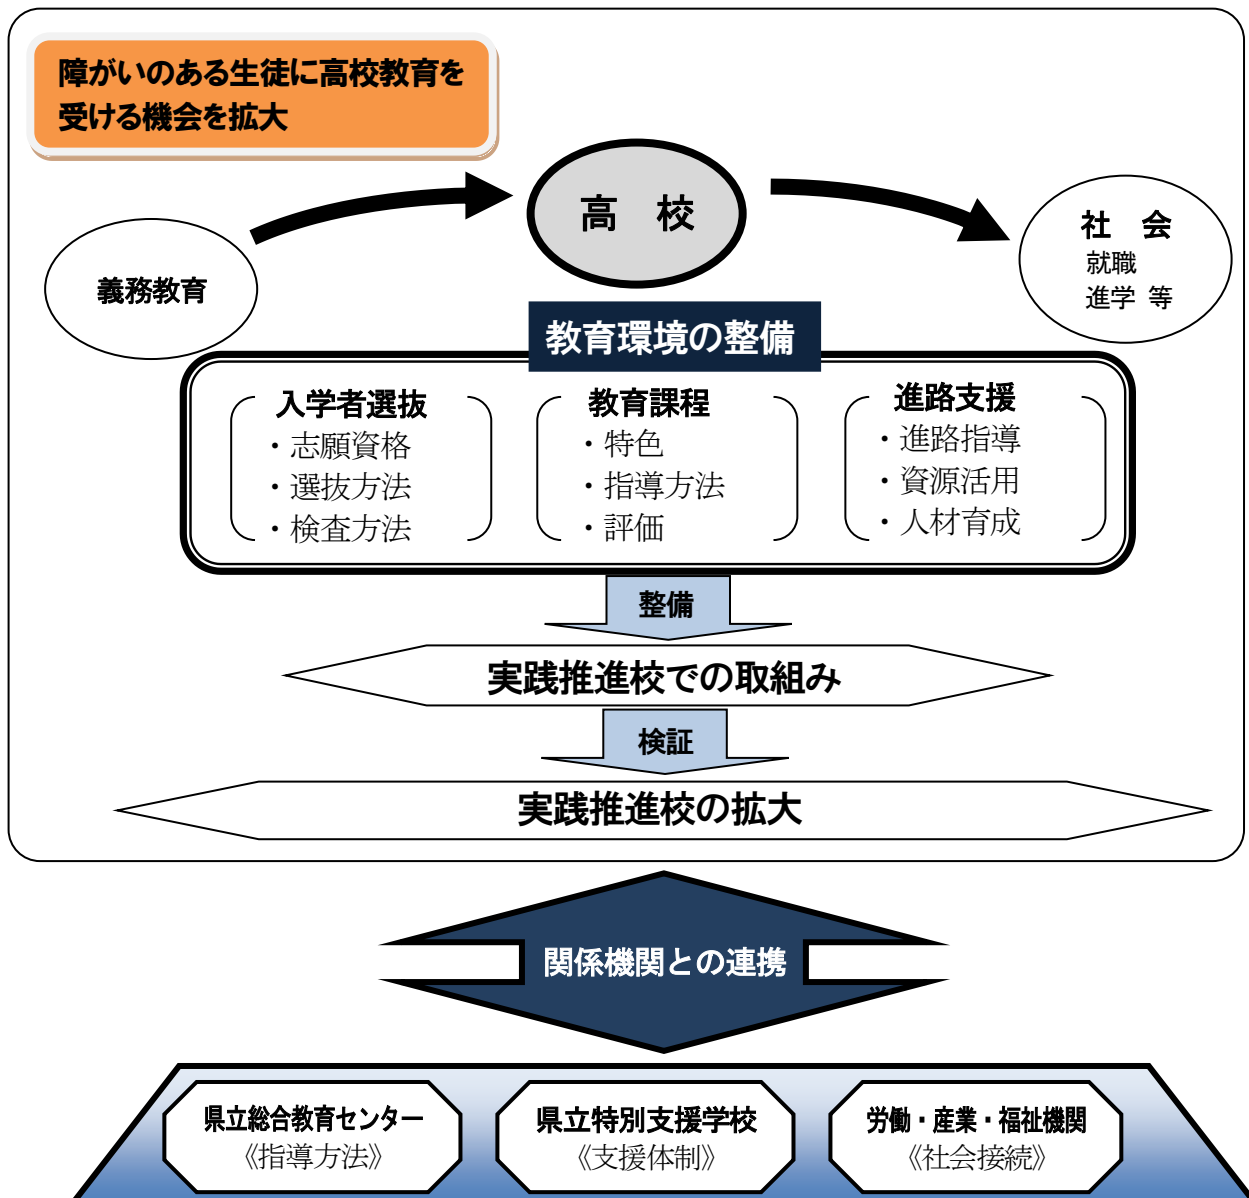 障がいのある生徒に高校教育を
受ける機会を拡大
高　校
社　会
就職
進学 等
義務教育
教育環境の整備
入学者選抜
・志願資格
・選抜方法
・検査方法
教育課程
・特色
・指導方法
・評価
進路支援
・進路指導
・資源活用
・人材育成
整備
実践推進校での取組み
検証
実践推進校の拡大
関係機関との連携
県立総合教育センター
《指導方法》
県立特別支援学校
《支援体制》
労働・産業・福祉機関
《社会接続》